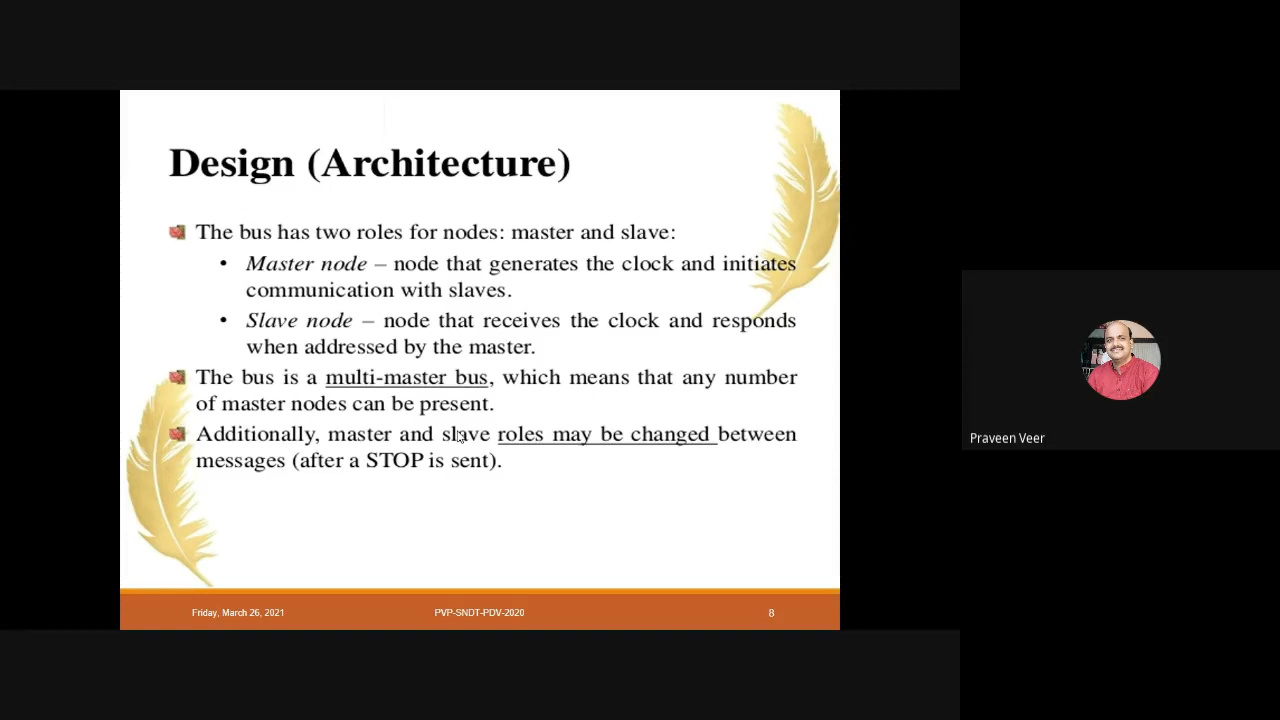 Design (Architecture)
The bus has two roles for nodes: master and slave:
• Master node – node that generates the clock and initiates
communication with slaves.
• Slave node – node that receives the clock and responds
when addressed by the master.
The bus is a multi-master bus, which means that any number
of master nodes can be present.
Additionally, master and slave roles may be changed between
messages (after a STOP is sent).
Friday, March 26, 2021
PVP-SNDT-PDV-2020
8
Praveen Veer